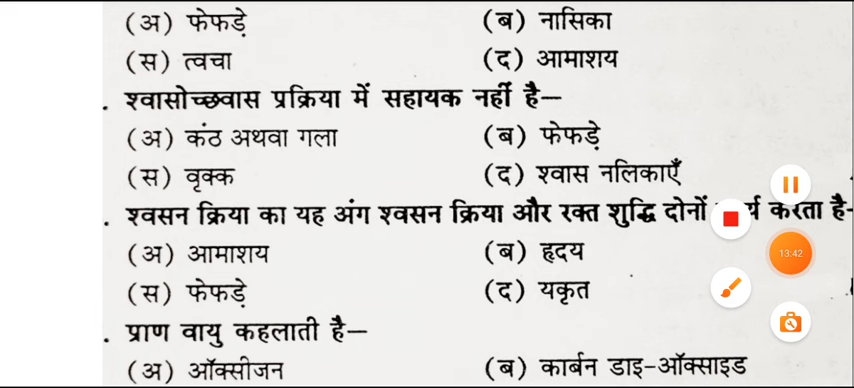 (अ) फेफड़े (ब) नासिका
(स) त्वचा (द) आमाशय
. श्वासोच्छवास प्रक्रिया में सहायक नहीं है—
(अ) कंठ अथवा गला (ब) फेफड़े
(स) वृक्क (द) श्वास नलिकाएँ
. श्वसन क्रिया का यह अंग श्वसन क्रिया और रक्त शुद्धि दोनों करता है-
(अ) आमाशय (ब) हृदय
(स) फेफड़े (द) यकृत
. प्राण वायु कहलाती है—
(अ) ऑक्सीजन (ब) कार्बन डाइ-ऑक्साइड
13:42